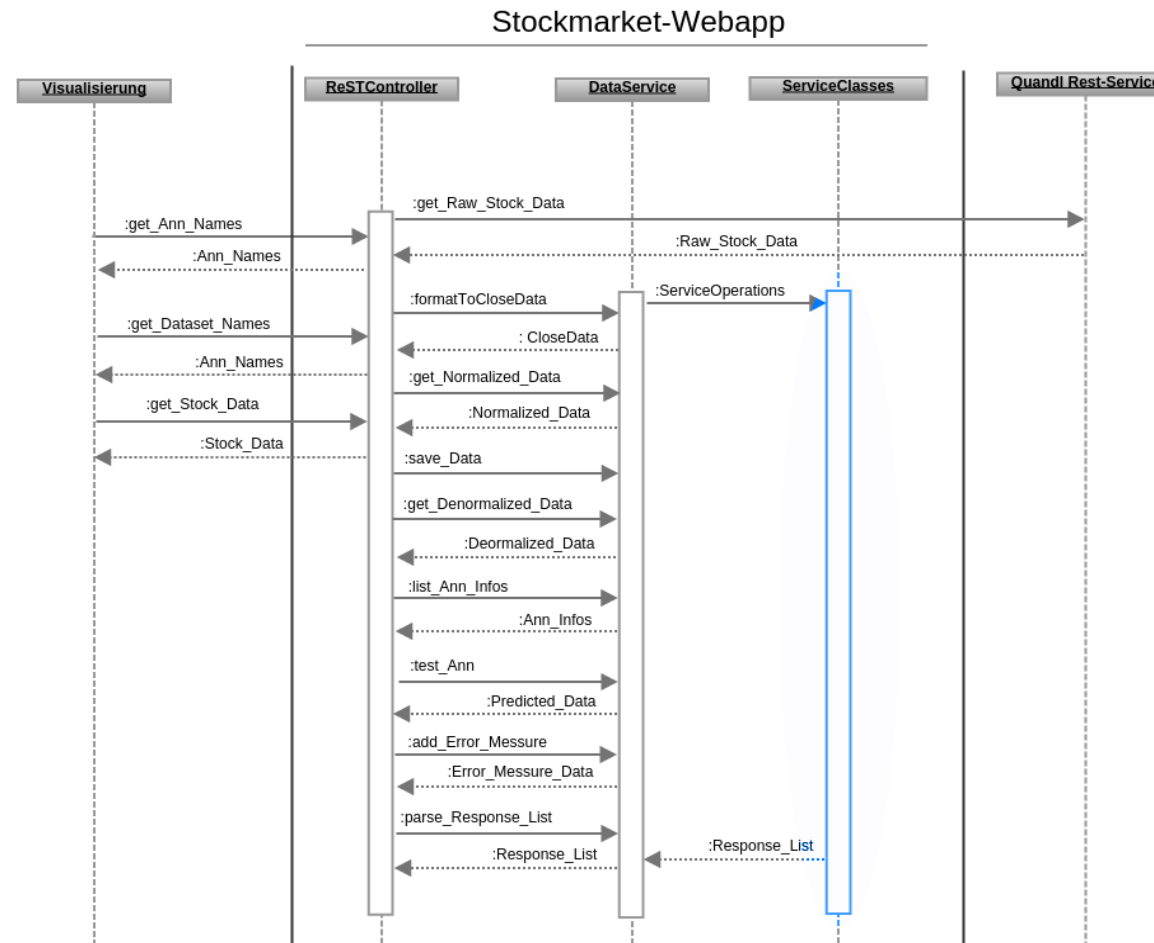 Stockmarket-Webapp
Visualisierung
ReSTController
DataService
ServiceClasses
Quandl Rest-Service
:get_Raw_Stock_Data
:get_Ann_Names
:Raw_Stock_Data
:Ann_Names
:ServiceOperations
:formatToCloseData
:get_Dataset_Names
: CloseData
:Ann_Names
:get_Normalized_Data
:get_Stock_Data
:Normalized_Data
:Stock_Data
:save_Data
:get_Denormalized_Data
:Deormalized_Data
:list_Ann_Infos
:Ann_Infos
:test_Ann
:Predicted_Data
:add_Error_Messure
:Error_Messure_Data
:parse_Response_List
:Response_List
:Response_List